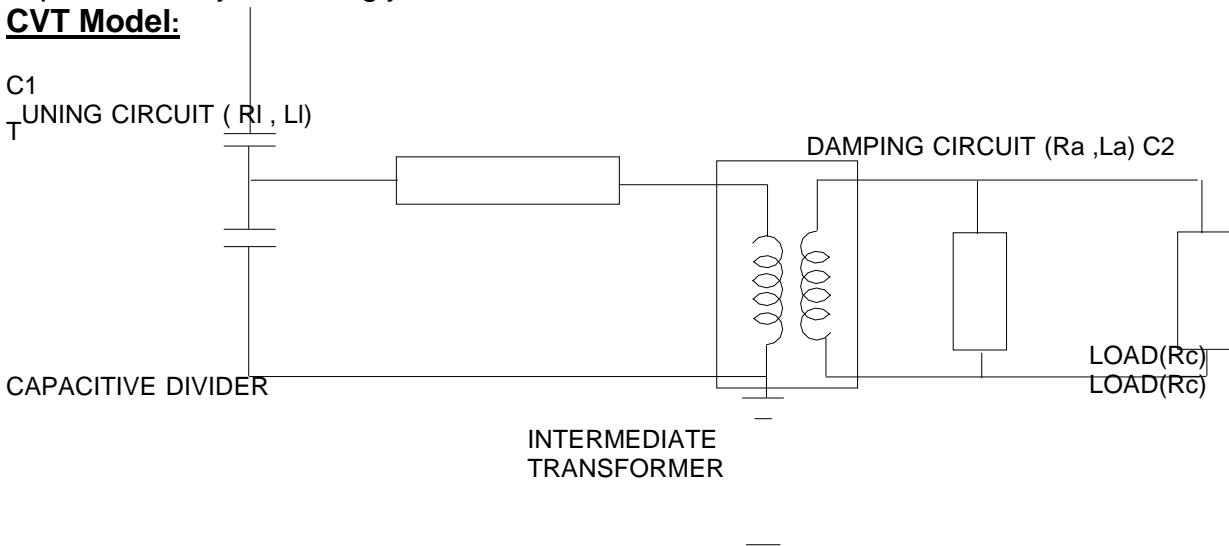 CVT Model:
C1
TUNING CIRCUIT ( Rl , Ll)
DAMPING CIRCUIT (Ra ,La) C2
LOAD(Rc)
CAPACITIVE DIVIDER
LOAD(Rc)
INTERMEDIATE
TRANSFORMER